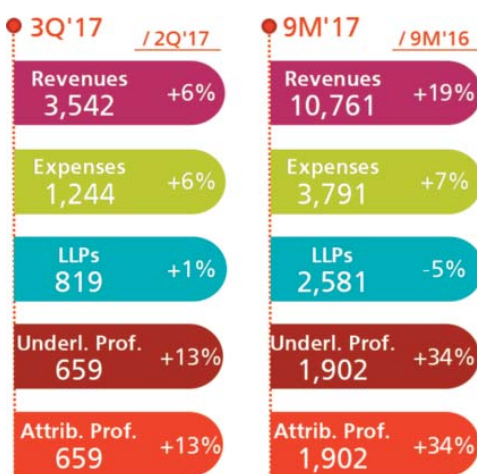 3Q'17
/ 2Q'17
Revenues
3,542
+6%
Expenses
1,244
+6%
LLPs
819
+1%
Underl. Prof.
659
+13%
Attrib. Prof.
659
+13%
9M'17
/ 9M'16
Revenues
10,761
+19%
Expenses
3,791
+7%
LLPs
2,581
-5%
Underl. Prof.
1,902
+34%
Attrib. Prof.
1,902
+34%